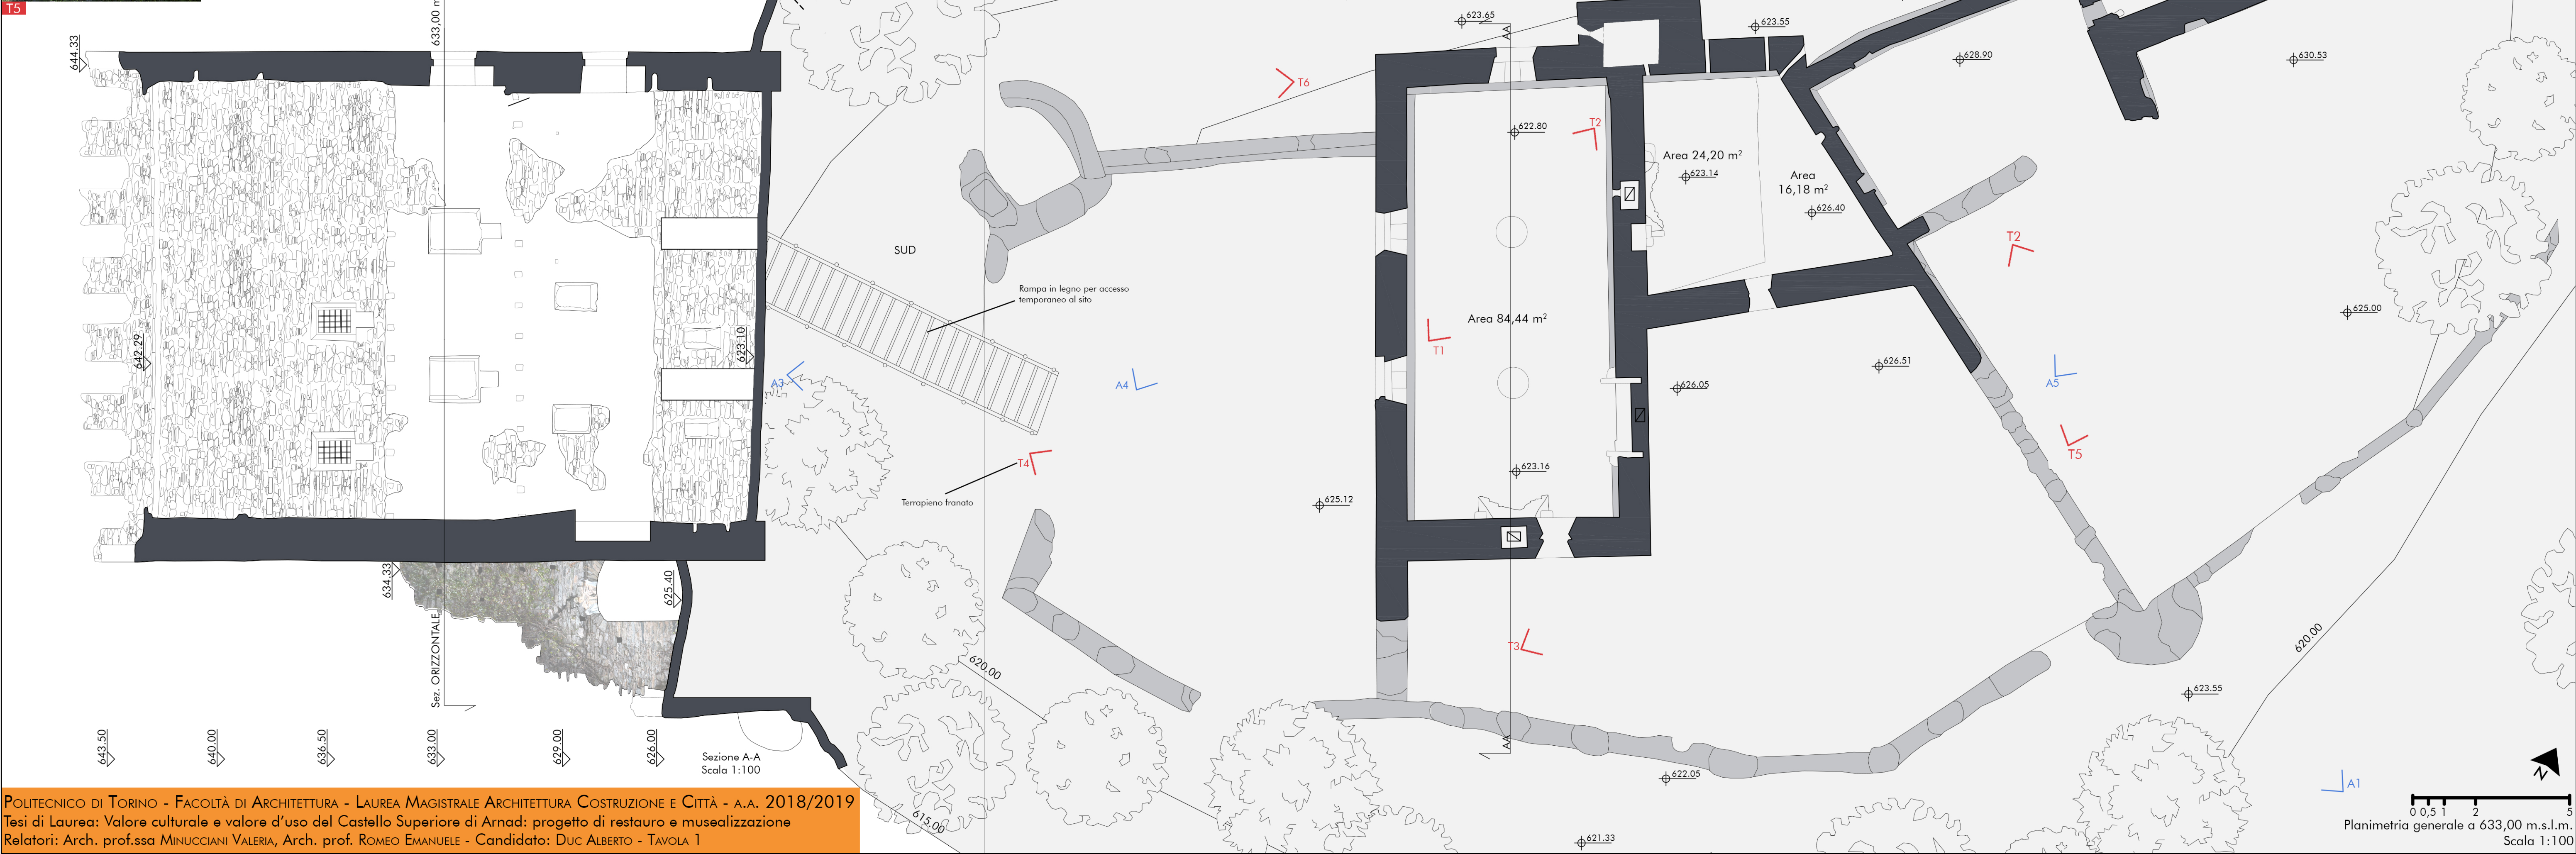 T5
633,00 m
644.33
642.29
623.10
634.33
625.40
Sez. ORIZZONTALE
643.50
640.00
636.50
633.00
629.00
626.00
Sezione A-A
Scala 1:100
SUD
Rampa in legno per accesso
temporaneo al sito
Terrapieno franato
A3
A4
T4
T6
623.65
AA
623.55
628.90
630.53
622.80
T2
Area 24,20 m²
623.14
Area
16,18 m²
626.40
T2
625.00
Area 84,44 m²
T1
626.05
626.51
A5
T5
623.16
625.12
T3
620.00
620.00
623.55
AA
622.05
621.33
615.00
A1
N
0 0,5 1 2 5
Planimetria generale a 633,00 m.s.l.m.
Scala 1:100
Politecnico di Torino - Facoltà di Architettura - Laurea Magistrale Architettura Costruzione e Città - a.a. 2018/2019
Tesi di Laurea: Valore culturale e valore d'uso del Castello Superiore di Arnad: progetto di restauro e musealizzazione
Relatori: Arch. prof.ssa Minucciani Valeria, Arch. prof. Romeo Emanuele - Candidato: Duc Alberto - Tavola 1